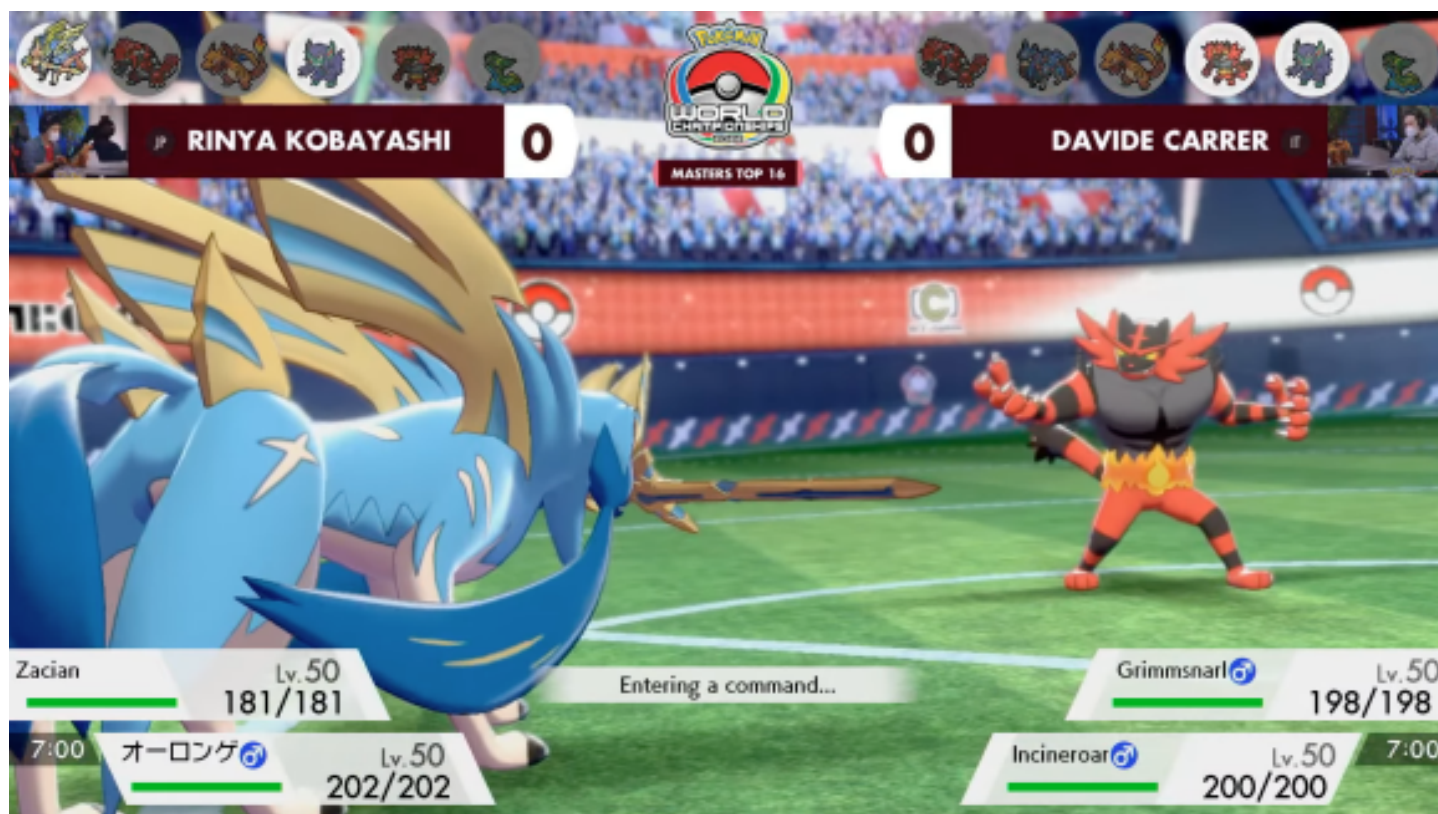 Pokémon
WORLD
CHAMPIONSHIPS
JP RINYA KOBAYASHI 0
0 DAVIDE CARRER IT
MASTERS TOP 16
C
Zacian Lv. 50
181/181
Entering a command...
Grimmsnarl♂ Lv. 50
198/198
7:00 オーロンゲ♂ Lv. 50
202/202
Incineroar♂ Lv. 50 7:00
200/200